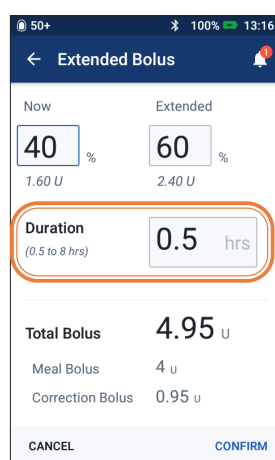 50+ 100% 13:16
Extended Bolus 1
Now Extended
40 % 60 %
1.60 U 2.40 U
Duration
(0.5 to 8 hrs)
0.5 hrs
Total Bolus 4.95 U
Meal Bolus 4 U
Correction Bolus 0.95 U
CANCEL CONFIRM